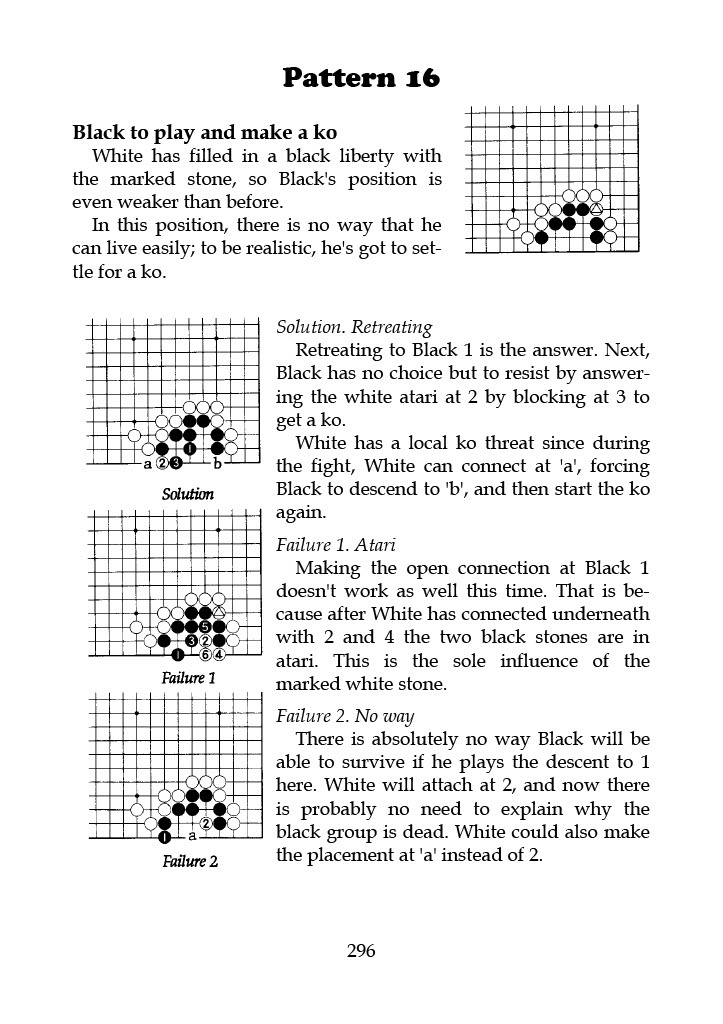 Pattern 16
Black to play and make a ko
White has filled in a black liberty with
the marked stone, so Black's position is
even weaker than before.
In this position, there is no way that he
can live easily; to be realistic, he's got to set-
tle for a ko.
a 2 3 1 b
Solution
Solution. Retreating
Retreating to Black 1 is the answer. Next,
Black has no choice but to resist by answer-
ing the white atari at 2 by blocking at 3 to
get a ko.
White has a local ko threat since during
the fight, White can connect at 'a', forcing
Black to descend to 'b', and then start the ko
again.
5
3 2
1 6 4
Failure 1
Failure 1. Atari
Making the open connection at Black 1
doesn't work as well this time. That is be-
cause after White has connected underneath
with 2 and 4 the two black stones are in
atari. This is the sole influence of the
marked white stone.
2
1 a
Failure 2
Failure 2. No way
There is absolutely no way Black will be
able to survive if he plays the descent to 1
here. White will attach at 2, and now there
is probably no need to explain why the
black group is dead. White could also make
the placement at 'a' instead of 2.
296